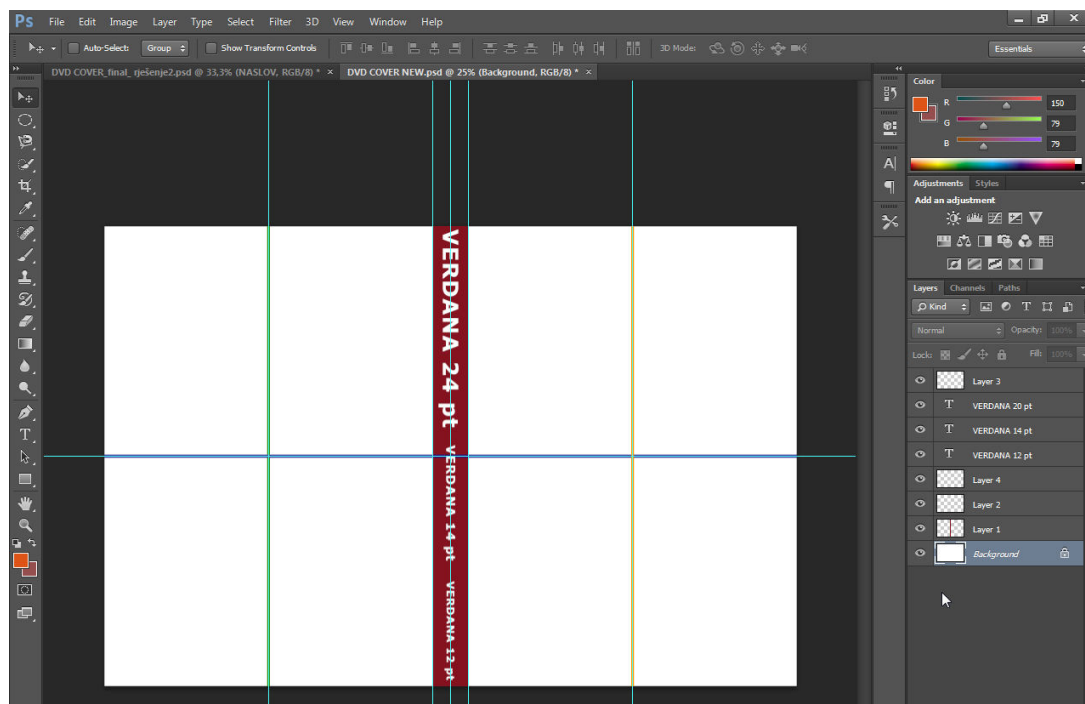 Ps File Edit Image Layer Type Select Filter 3D View Window Help
Auto-Select: Group Show Transform Controls 3D Mode: Essentials
DVD COVER_final_rješenje2.psd @ 33,3% (NASLOV, RGB/8) * × DVD COVER NEW.psd @ 25% (Background, RGB/8) * ×
Color
R 150
G 79
B 79
Adjustments Styles
Add an adjustment
Layers Channels Paths
Kind
Normal Opacity: 100%
Lock: Fill: 100%
Layer 3
T VERDANA 20 pt
T VERDANA 14 pt
T VERDANA 12 pt
Layer 4
Layer 2
Layer 1
Background
VERDANA 24 pt
VERDANA 14 pt
VERDANA 12 pt